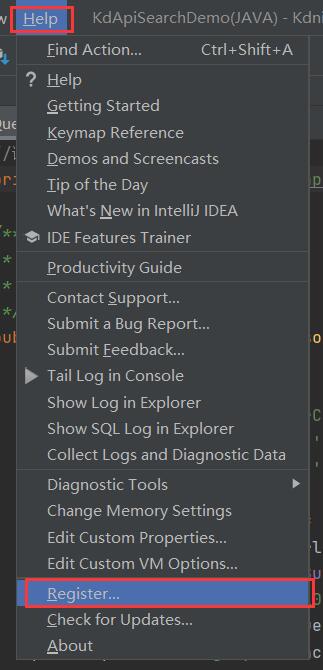 Help
KdApiSearchDemo(JAVA) - Kdni
Find Action... Ctrl+Shift+A
Help
Getting Started
Keymap Reference
Demos and Screencasts
Tip of the Day
What's New in IntelliJ IDEA
IDE Features Trainer
Productivity Guide
Contact Support...
Submit a Bug Report...
Submit Feedback...
Tail Log in Console
Show Log in Explorer
Show SQL Log in Explorer
Collect Logs and Diagnostic Data
Diagnostic Tools
Change Memory Settings
Edit Custom Properties...
Edit Custom VM Options...
Register...
Check for Updates...
About